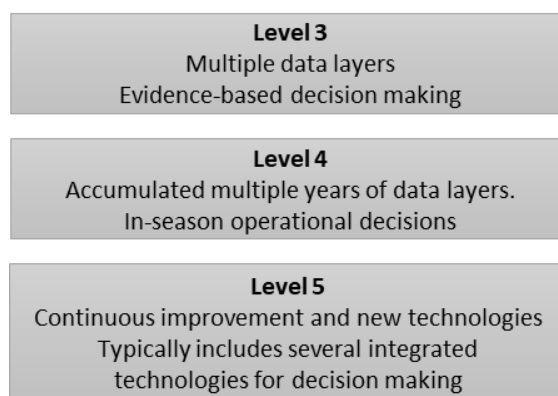 Level 3
Multiple data layers
Evidence-based decision making
Level 4
Accumulated multiple years of data layers.
In-season operational decisions
Level 5
Continuous improvement and new technologies
Typically includes several integrated
technologies for decision making